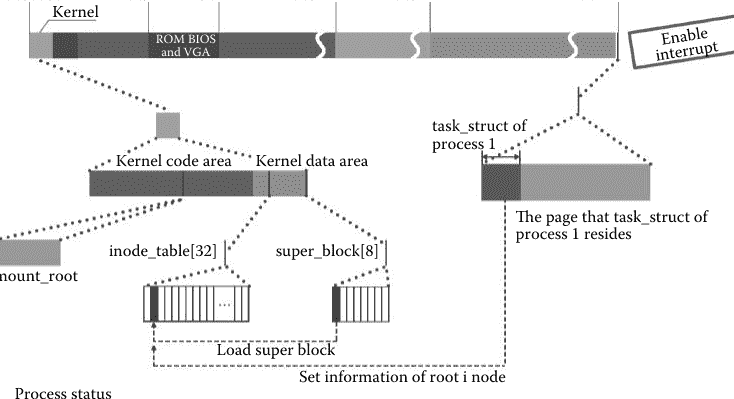 Kernel
ROM BIOS
and VGA
Enable
interrupt
task_struct of
process 1
Kernel code area
Kernel data area
The page that task_struct of
process 1 resides
inode_table[32]
super_block[8]
mount_root
...
Load super block
Set information of root i node
Process status